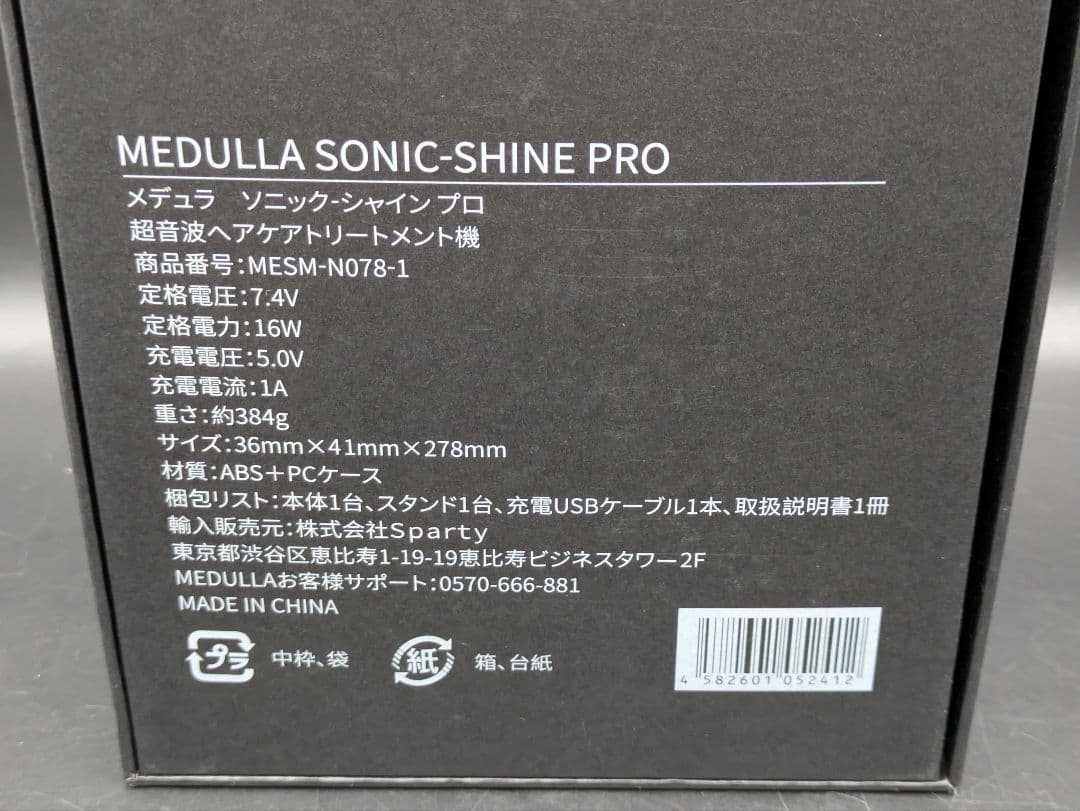 MEDULLA SONIC-SHINE PRO
メデュラ　ソニック-シャイン プロ
超音波ヘアケアトリートメント機
商品番号：MESM-N078-1
定格電圧：7.4V
定格電力：16W
充電電圧：5.0V
充電電流：1A
重さ：約384g
サイズ：36mm×41mm×278mm
材質：ABS＋PCケース
梱包リスト：本体1台、スタンド1台、充電USBケーブル1本、取扱説明書1冊
輸入販売元：株式会社Sparty
東京都渋谷区恵比寿1-19-19恵比寿ビジネスタワー2F
MEDULLAお客様サポート：0570-666-881
MADE IN CHINA
プラ 中枠、袋 紙 箱、台紙
4 582601 052412